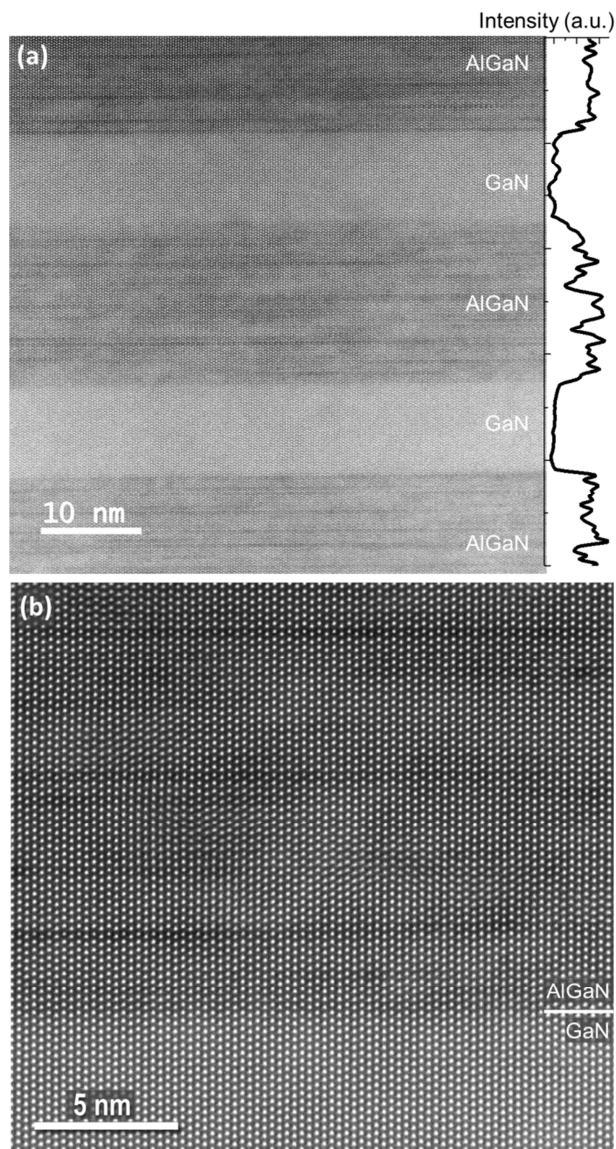 Intensity (a.u.)
(a)
AlGaN
GaN
AlGaN
GaN
10 nm
AlGaN
(b)
AlGaN
GaN
5 nm